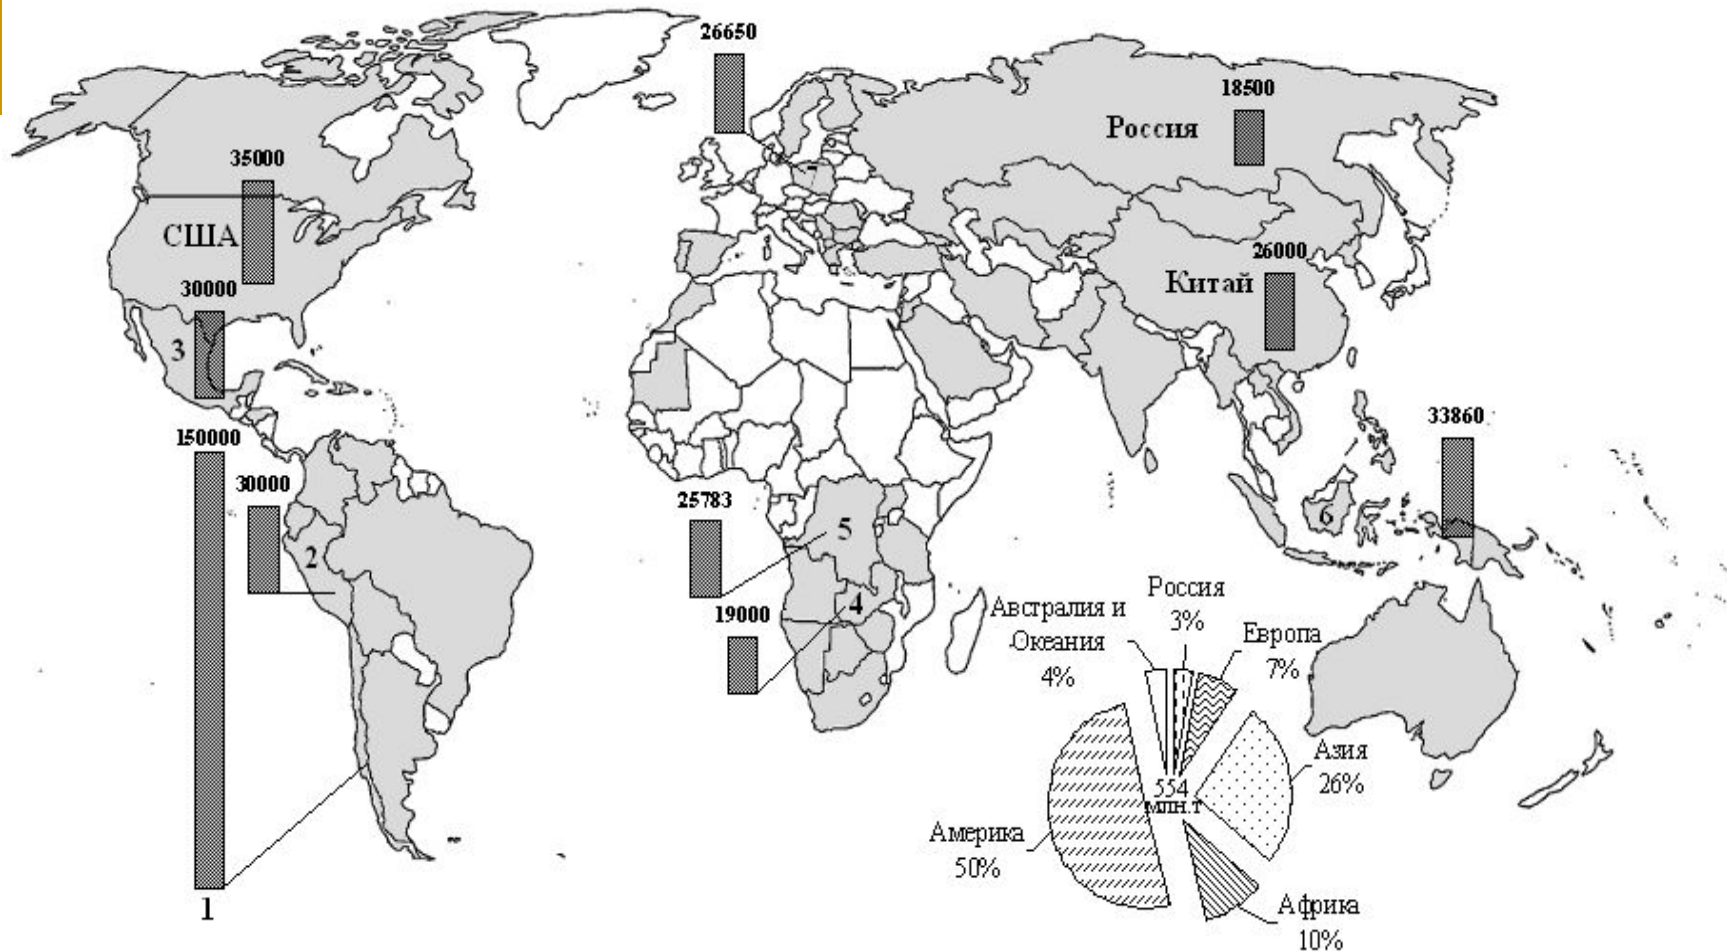 26650
18500
Россия
35000
США
26000
Китай
30000
3
150000
33860
30000
25783
6
5
2
19000
4
Россия
3%
Австралия и
Океания
4%
Европа
7%
Азия
26%
554
млн.т
Америка
50%
Африка
10%
1